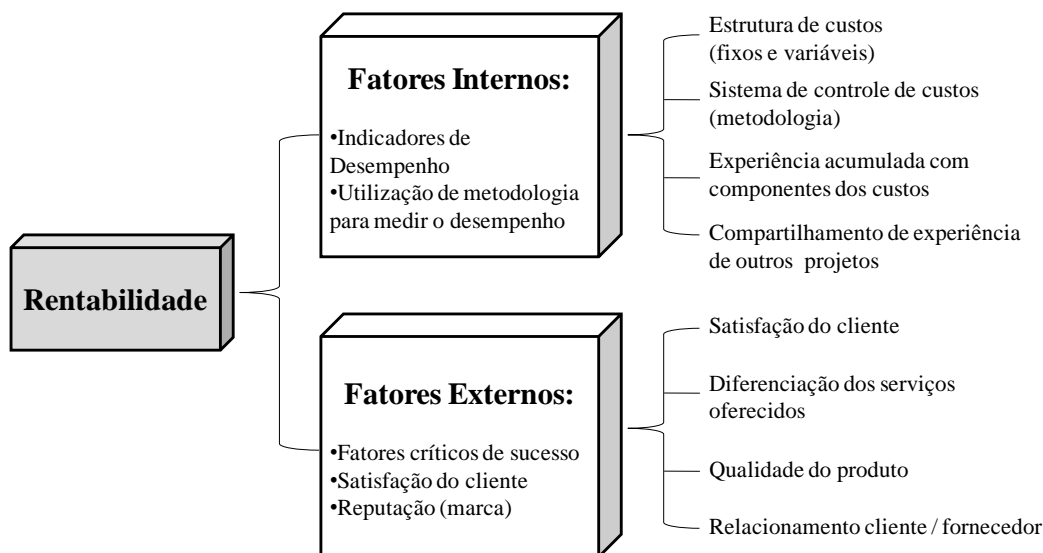 Rentabilidade
Fatores Internos:
•Indicadores de
Desempenho
•Utilização de metodologia
para medir o desempenho
Estrutura de custos
(fixos e variáveis)
Sistema de controle de custos
(metodologia)
Experiência acumulada com
componentes dos custos
Compartilhamento de experiência
de outros projetos
Fatores Externos:
•Fatores críticos de sucesso
•Satisfação do cliente
•Reputação (marca)
Satisfação do cliente
Diferenciação dos serviços
oferecidos
Qualidade do produto
Relacionamento cliente / fornecedor